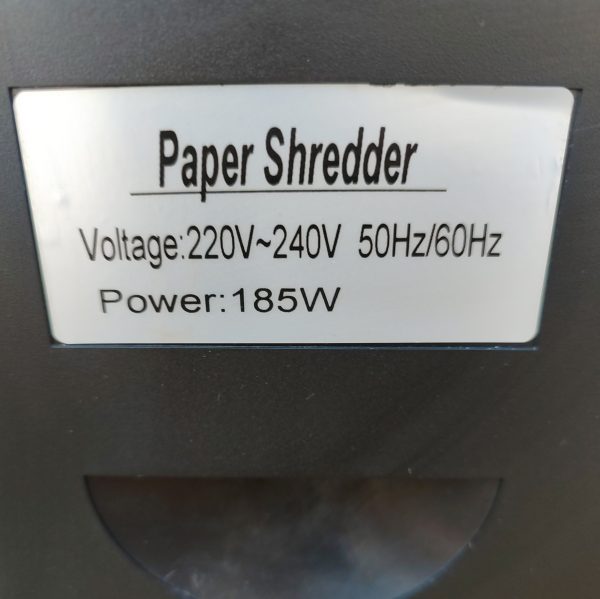 Paper Shredder
Voltage:220V~240V 50Hz/60Hz
Power:185W